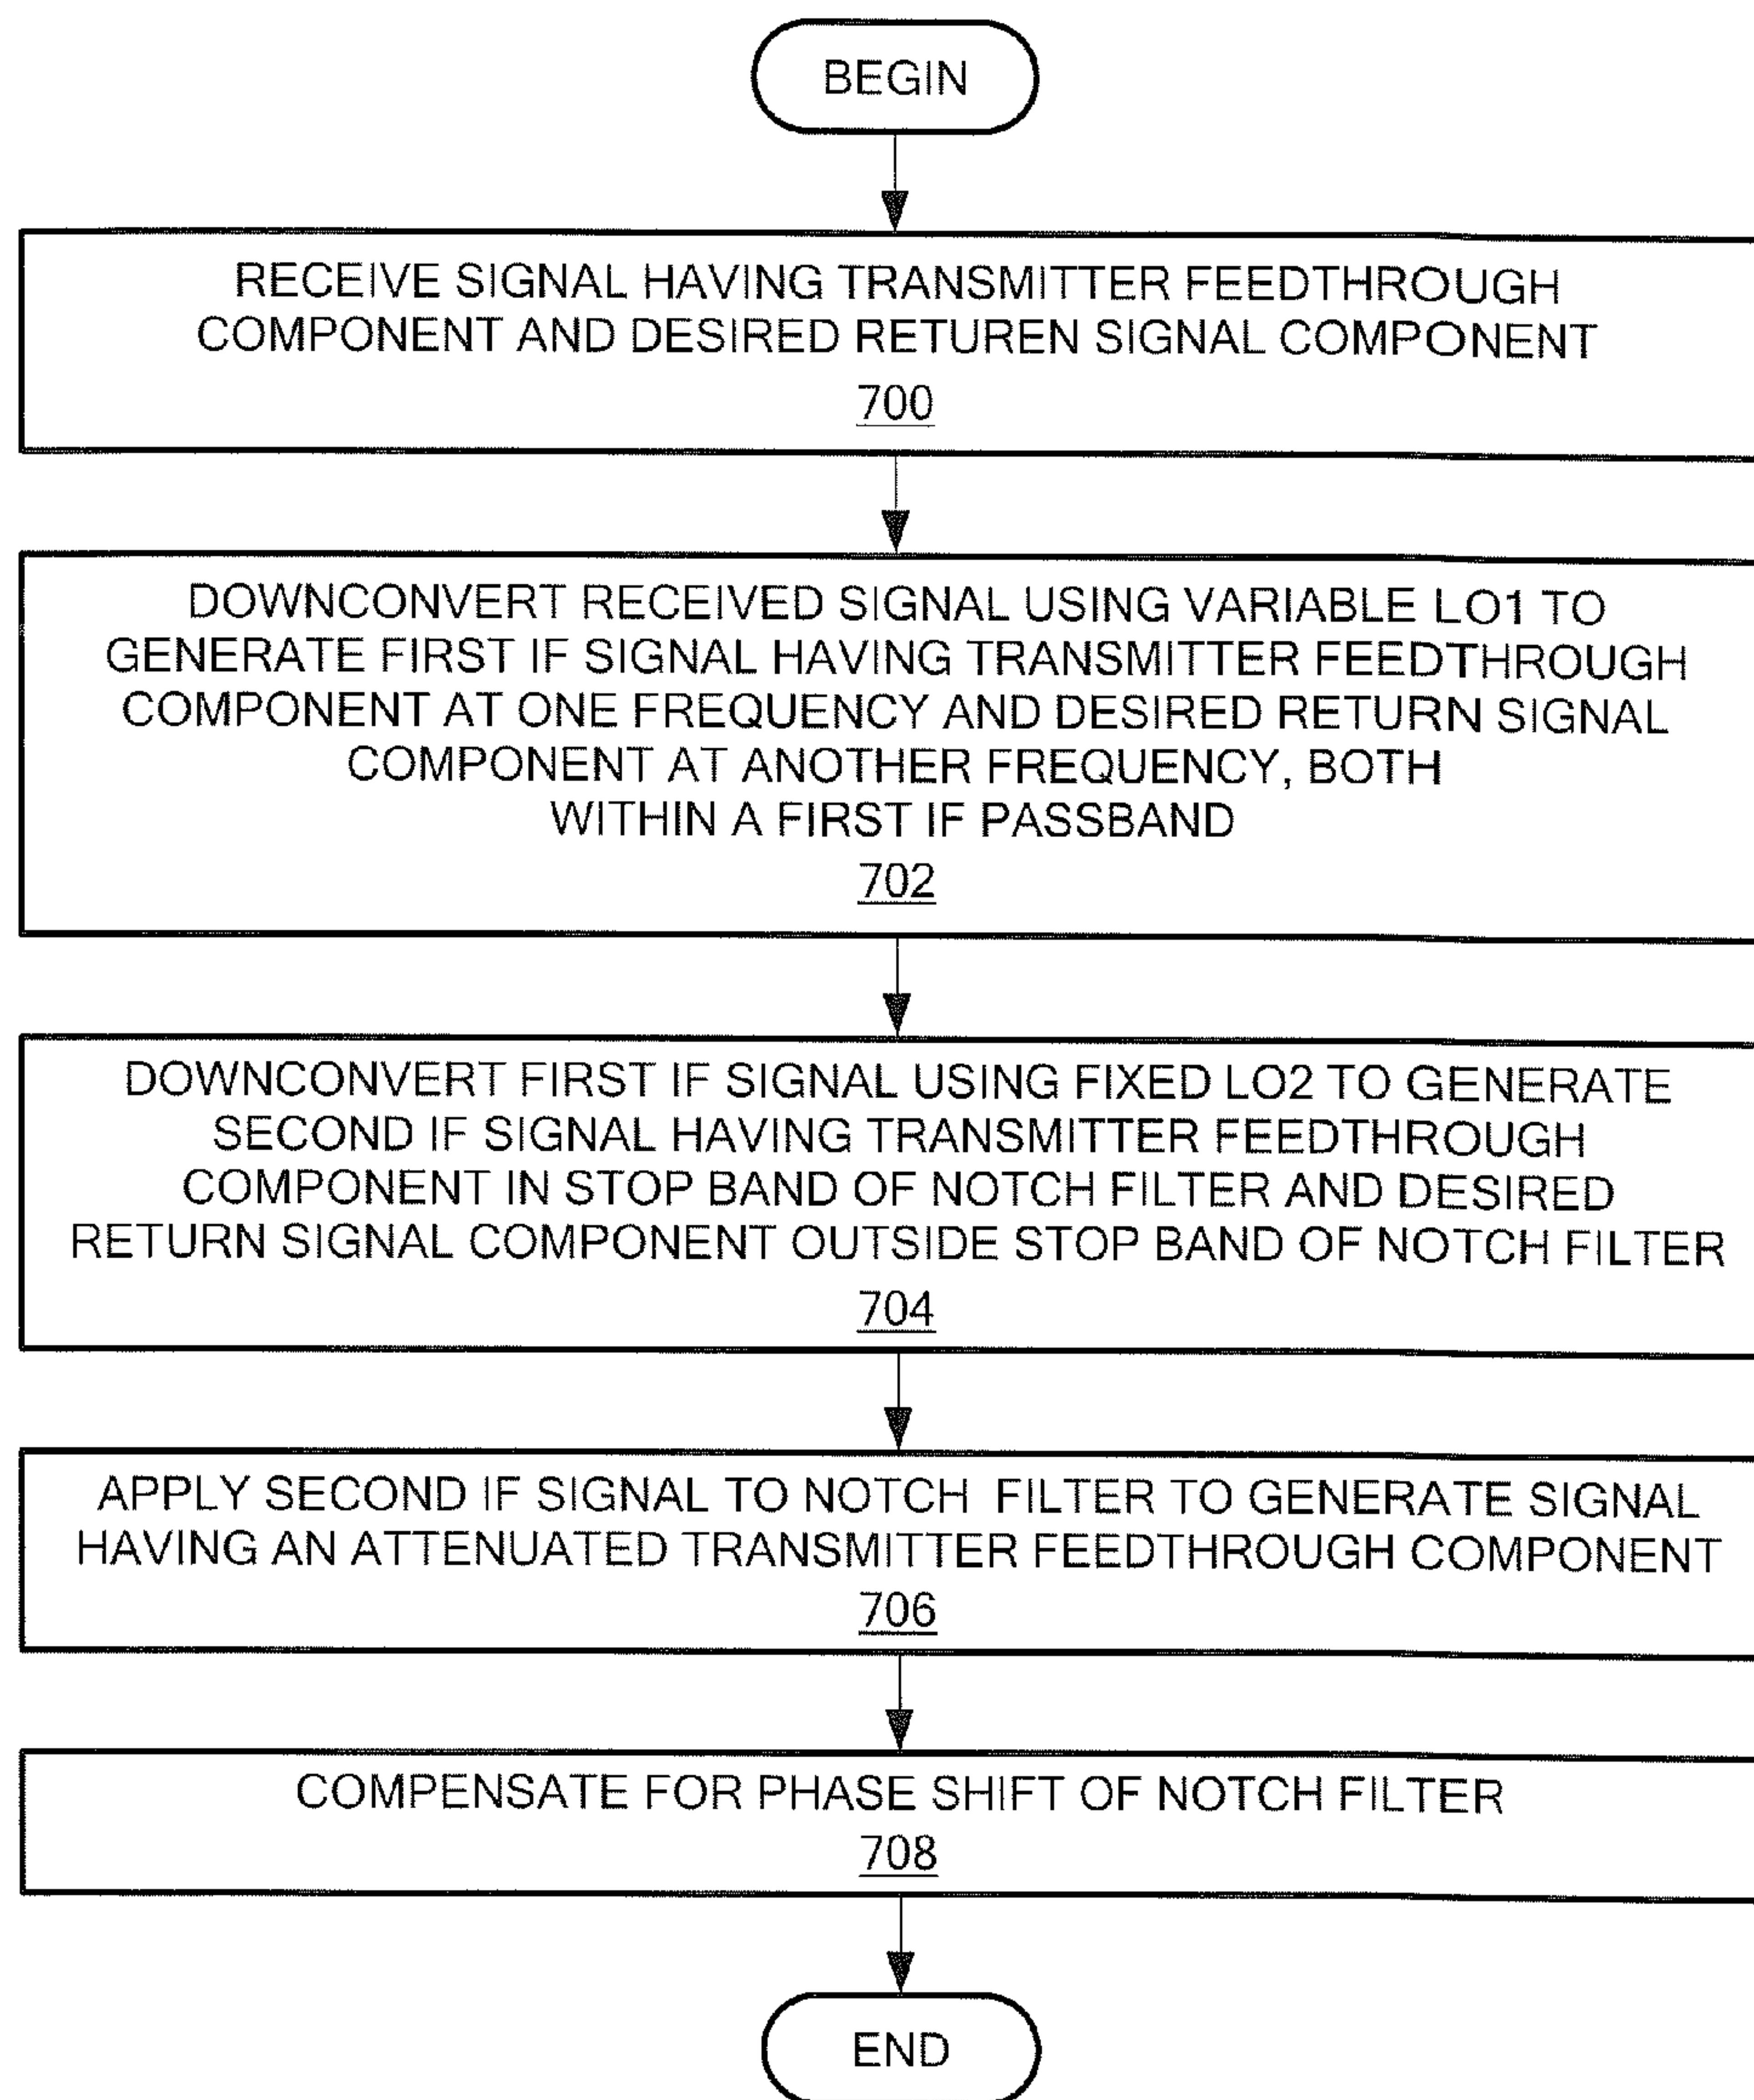 BEGIN
RECEIVE SIGNAL HAVING TRANSMITTER FEEDTHROUGH
COMPONENT AND DESIRED RETUREN SIGNAL COMPONENT
700
DOWNCONVERT RECEIVED SIGNAL USING VARIABLE LO1 TO
GENERATE FIRST IF SIGNAL HAVING TRANSMITTER FEEDTHROUGH
COMPONENT AT ONE FREQUENCY AND DESIRED RETURN SIGNAL
COMPONENT AT ANOTHER FREQUENCY, BOTH
WITHIN A FIRST IF PASSBAND
702
DOWNCONVERT FIRST IF SIGNAL USING FIXED LO2 TO GENERATE
SECOND IF SIGNAL HAVING TRANSMITTER FEEDTHROUGH
COMPONENT IN STOP BAND OF NOTCH FILTER AND DESIRED
RETURN SIGNAL COMPONENT OUTSIDE STOP BAND OF NOTCH FILTER
704
APPLY SECOND IF SIGNAL TO NOTCH FILTER TO GENERATE SIGNAL
HAVING AN ATTENUATED TRANSMITTER FEEDTHROUGH COMPONENT
706
COMPENSATE FOR PHASE SHIFT OF NOTCH FILTER
708
END